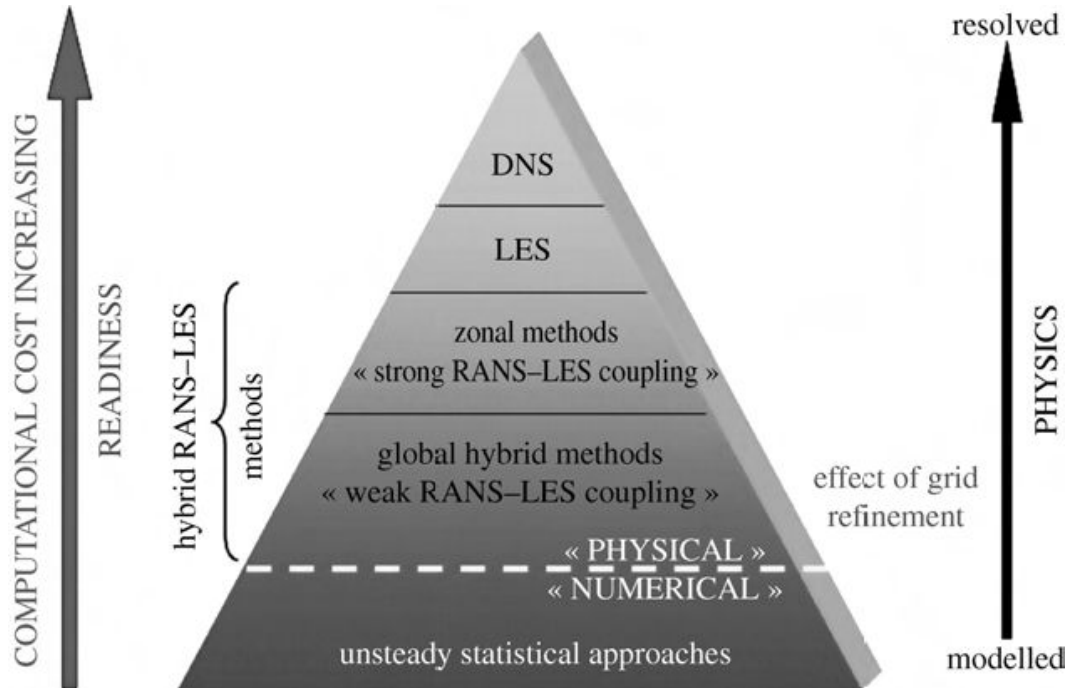 COMPUTATIONAL COST INCREASING
READINESS
hybrid RANS–LES
methods
DNS
LES
zonal methods
« strong RANS–LES coupling »
global hybrid methods
« weak RANS–LES coupling »
« PHYSICAL »
« NUMERICAL »
unsteady statistical approaches
effect of grid
refinement
resolved
PHYSICS
modelled